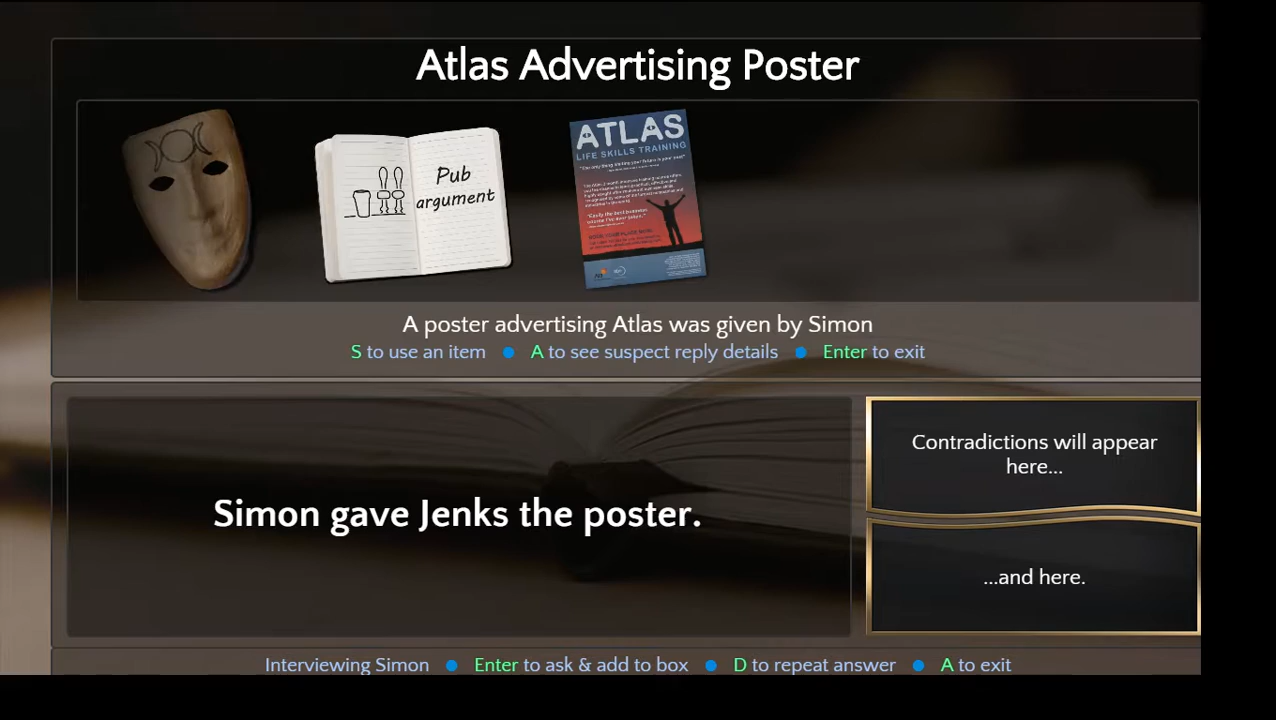 Atlas Advertising Poster
Pub
argument
ATLAS
LIFE SKILLS TRAINING
A poster advertising Atlas was given by Simon
S to use an item ● A to see suspect reply details ● Enter to exit
Simon gave Jenks the poster.
Contradictions will appear
here...
...and here.
Interviewing Simon ● Enter to ask & add to box ● D to repeat answer ● A to exit